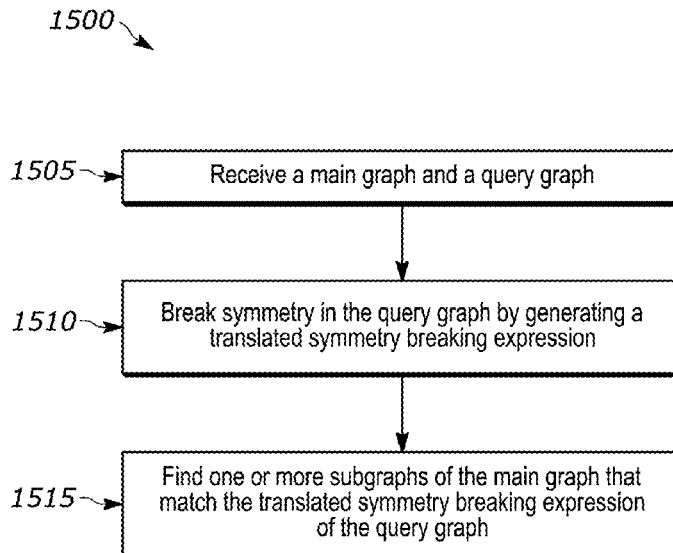 1500
1505
Receive a main graph and a query graph
1510
Break symmetry in the query graph by generating a
translated symmetry breaking expression
1515
Find one or more subgraphs of the main graph that
match the translated symmetry breaking expression
of the query graph